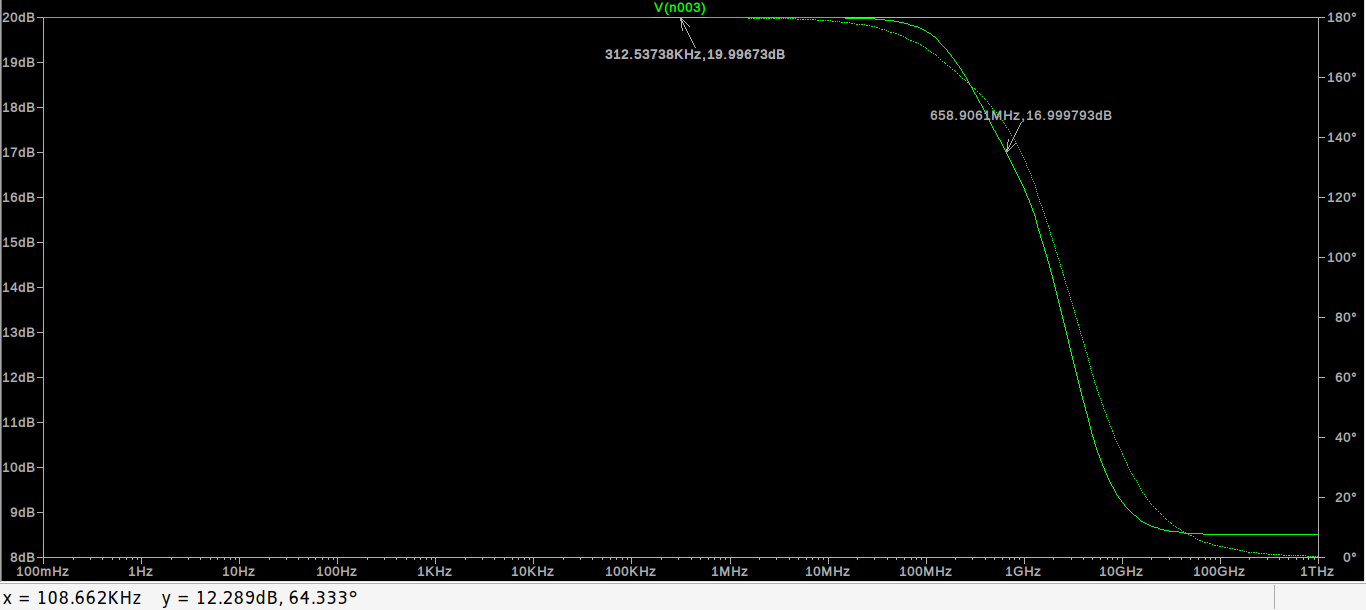 V(n003)
20dB
19dB
18dB
17dB
16dB
15dB
14dB
13dB
12dB
11dB
10dB
9dB
8dB
312.53738KHz,19.99673dB
658.9061MHz,16.999793dB
180°
160°
140°
120°
100°
80°
60°
40°
20°
0°
100mHz 1Hz 10Hz 100Hz 1KHz 10KHz 100KHz 1MHz 10MHz 100MHz 1GHz 10GHz 100GHz 1THz
x = 108.662KHz y = 12.289dB, 64.333°